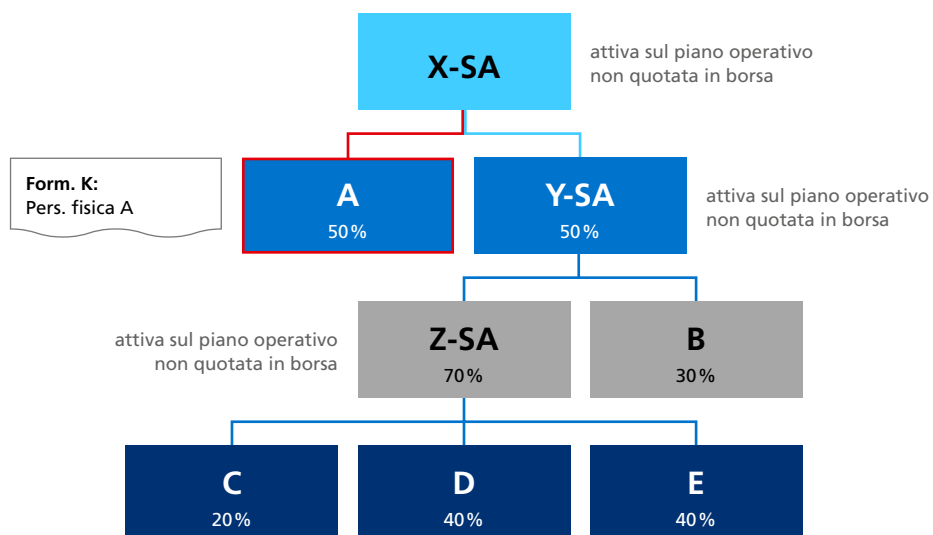 X-SA
attiva sul piano operativo
non quotata in borsa
Form. K:
Pers. fisica A
A
50%
Y-SA
50%
attiva sul piano operativo
non quotata in borsa
attiva sul piano operativo
non quotata in borsa
Z-SA
70%
B
30%
C
20%
D
40%
E
40%